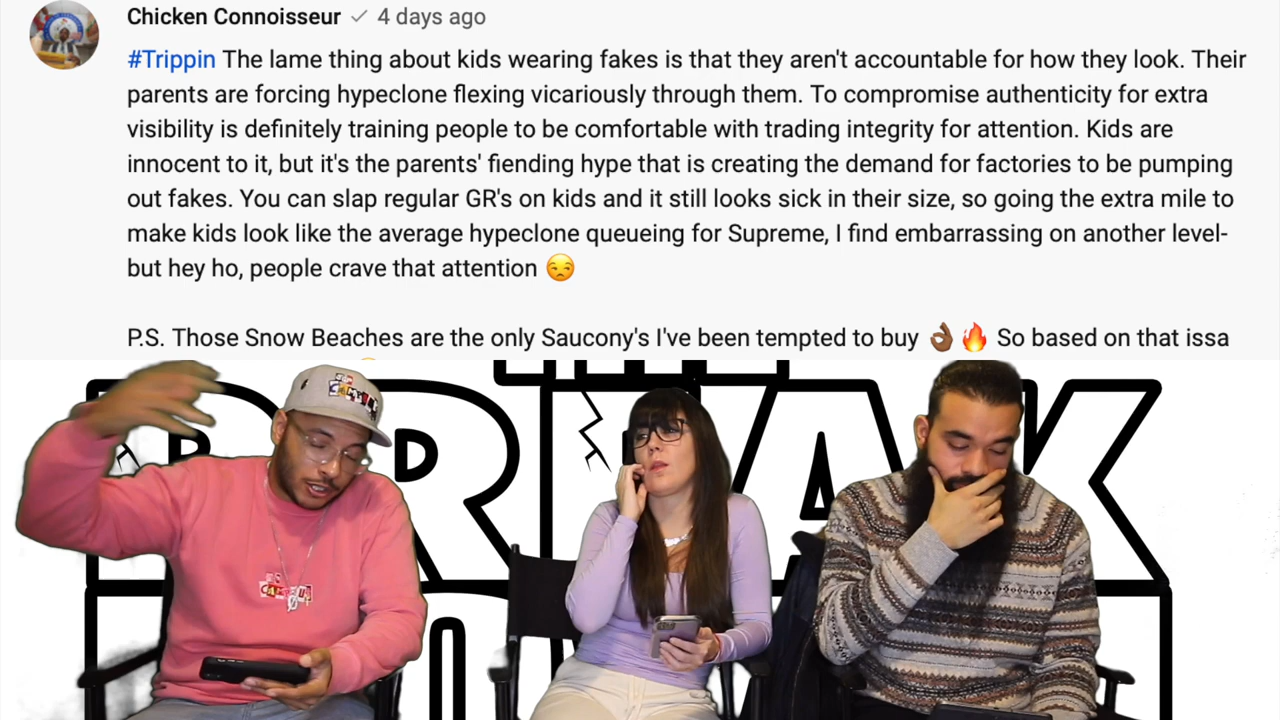 Chicken Connoisseur ✓ 4 days ago
#Trippin The lame thing about kids wearing fakes is that they aren't accountable for how they look. Their
parents are forcing hypeclone flexing vicariously through them. To compromise authenticity for extra
visibility is definitely training people to be comfortable with trading integrity for attention. Kids are
innocent to it, but it's the parents' fiending hype that is creating the demand for factories to be pumping
out fakes. You can slap regular GR's on kids and it still looks sick in their size, so going the extra mile to
make kids look like the average hypeclone queueing for Supreme, I find embarrassing on another level-
but hey ho, people crave that attention 😒
P.S. Those Snow Beaches are the only Saucony's I've been tempted to buy 👌🏾🔥 So based on that issa